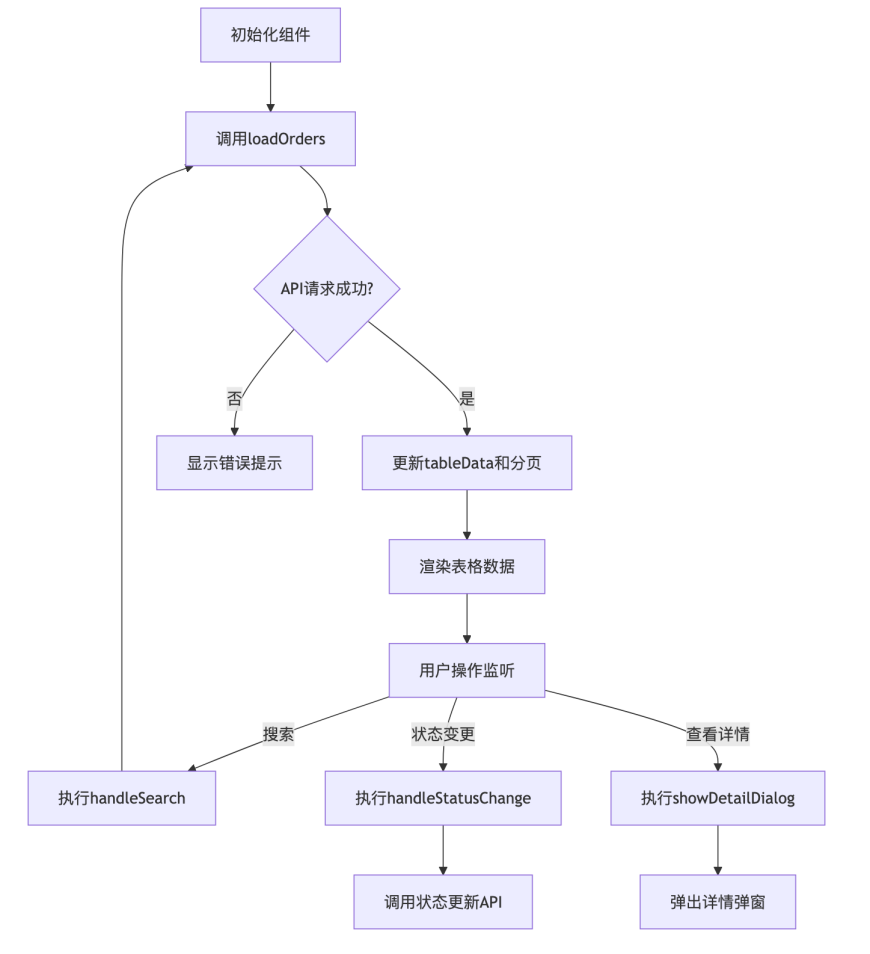 初始化组件
调用loadOrders
API请求成功?
否
是
显示错误提示
更新tableData和分页
渲染表格数据
用户操作监听
搜索
状态变更
查看详情
执行handleSearch
执行handleStatusChange
执行showDetailDialog
调用状态更新API
弹出详情弹窗